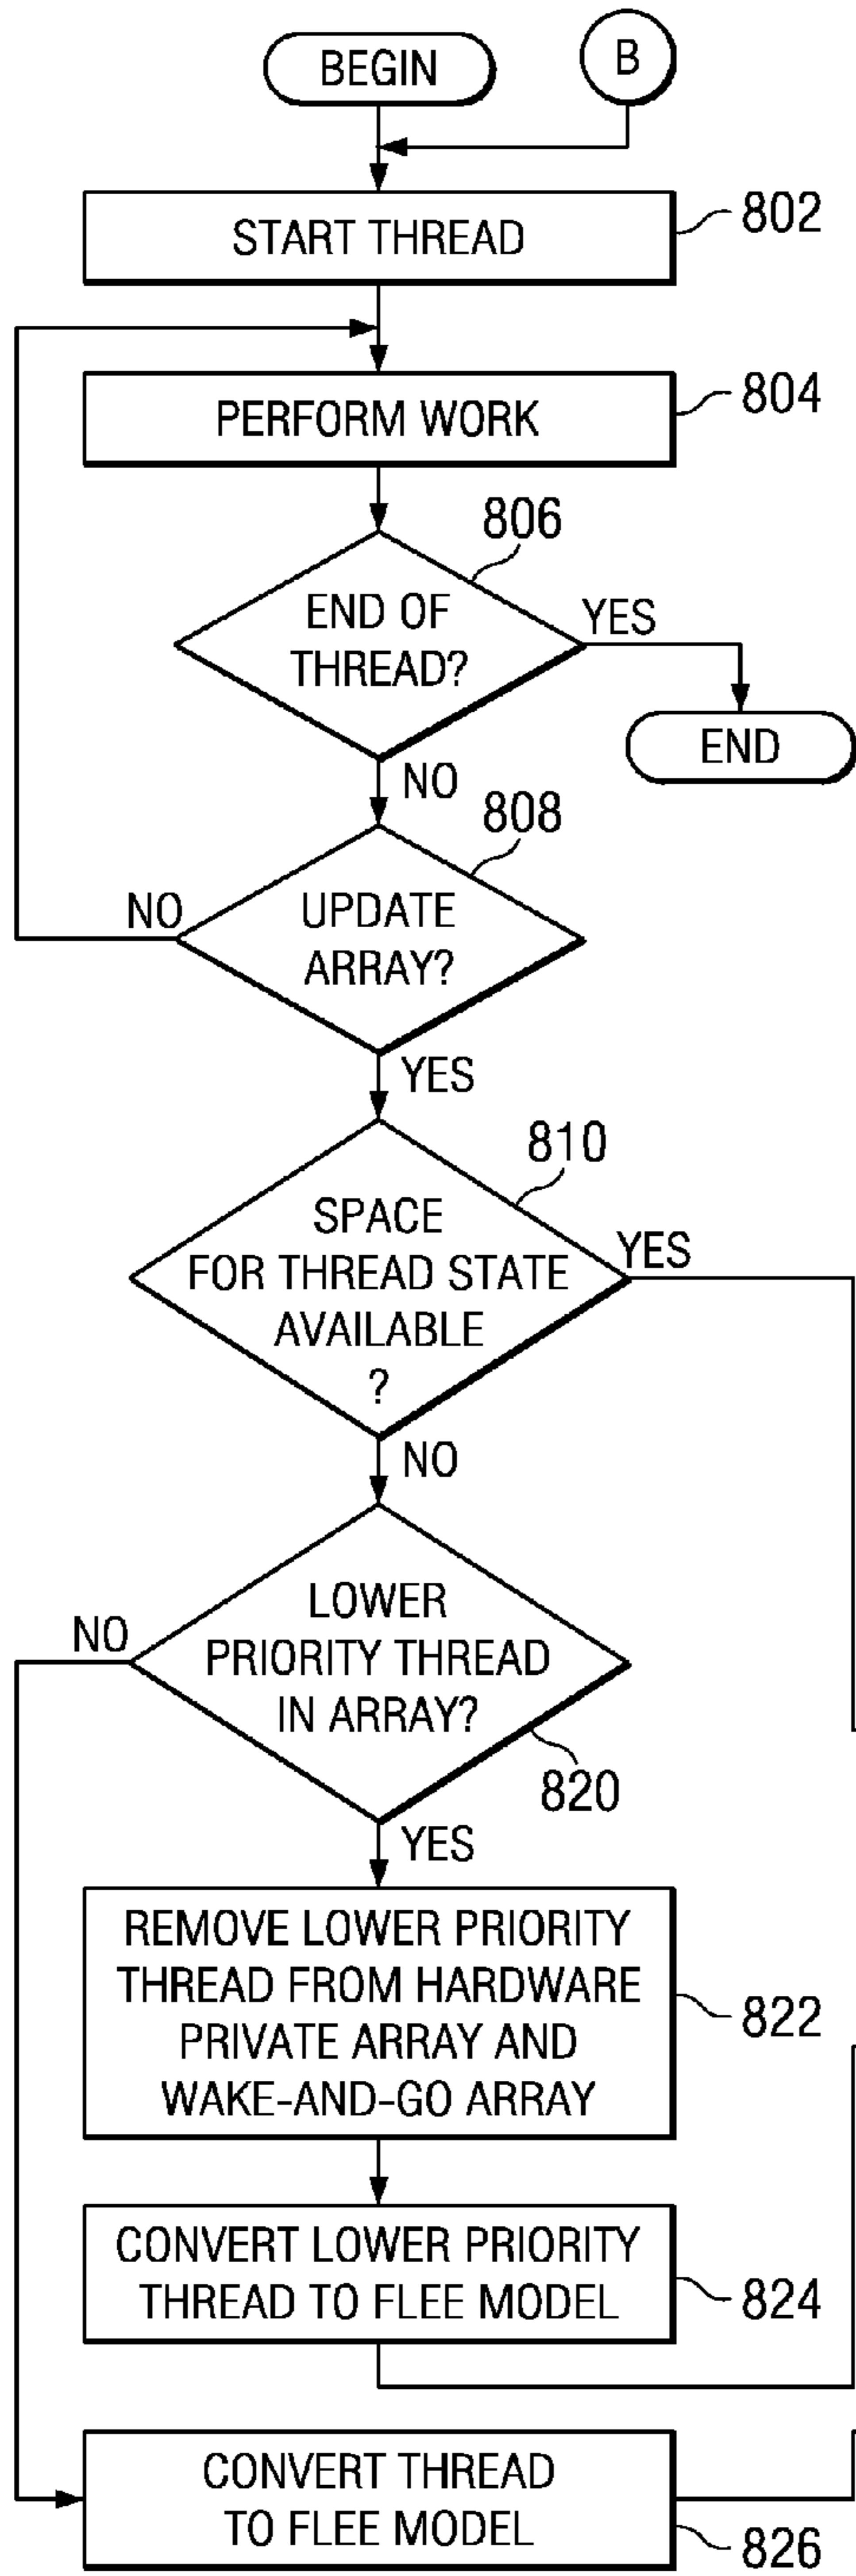 BEGIN
B
START THREAD
802
PERFORM WORK
804
806
END OF
THREAD?
YES
END
NO
808
UPDATE
ARRAY?
NO
YES
810
SPACE
FOR THREAD STATE
AVAILABLE
?
YES
NO
LOWER
PRIORITY THREAD
IN ARRAY?
NO
820
YES
REMOVE LOWER PRIORITY
THREAD FROM HARDWARE
PRIVATE ARRAY AND
WAKE-AND-GO ARRAY
822
CONVERT LOWER PRIORITY
THREAD TO FLEE MODEL
824
CONVERT THREAD
TO FLEE MODEL
826